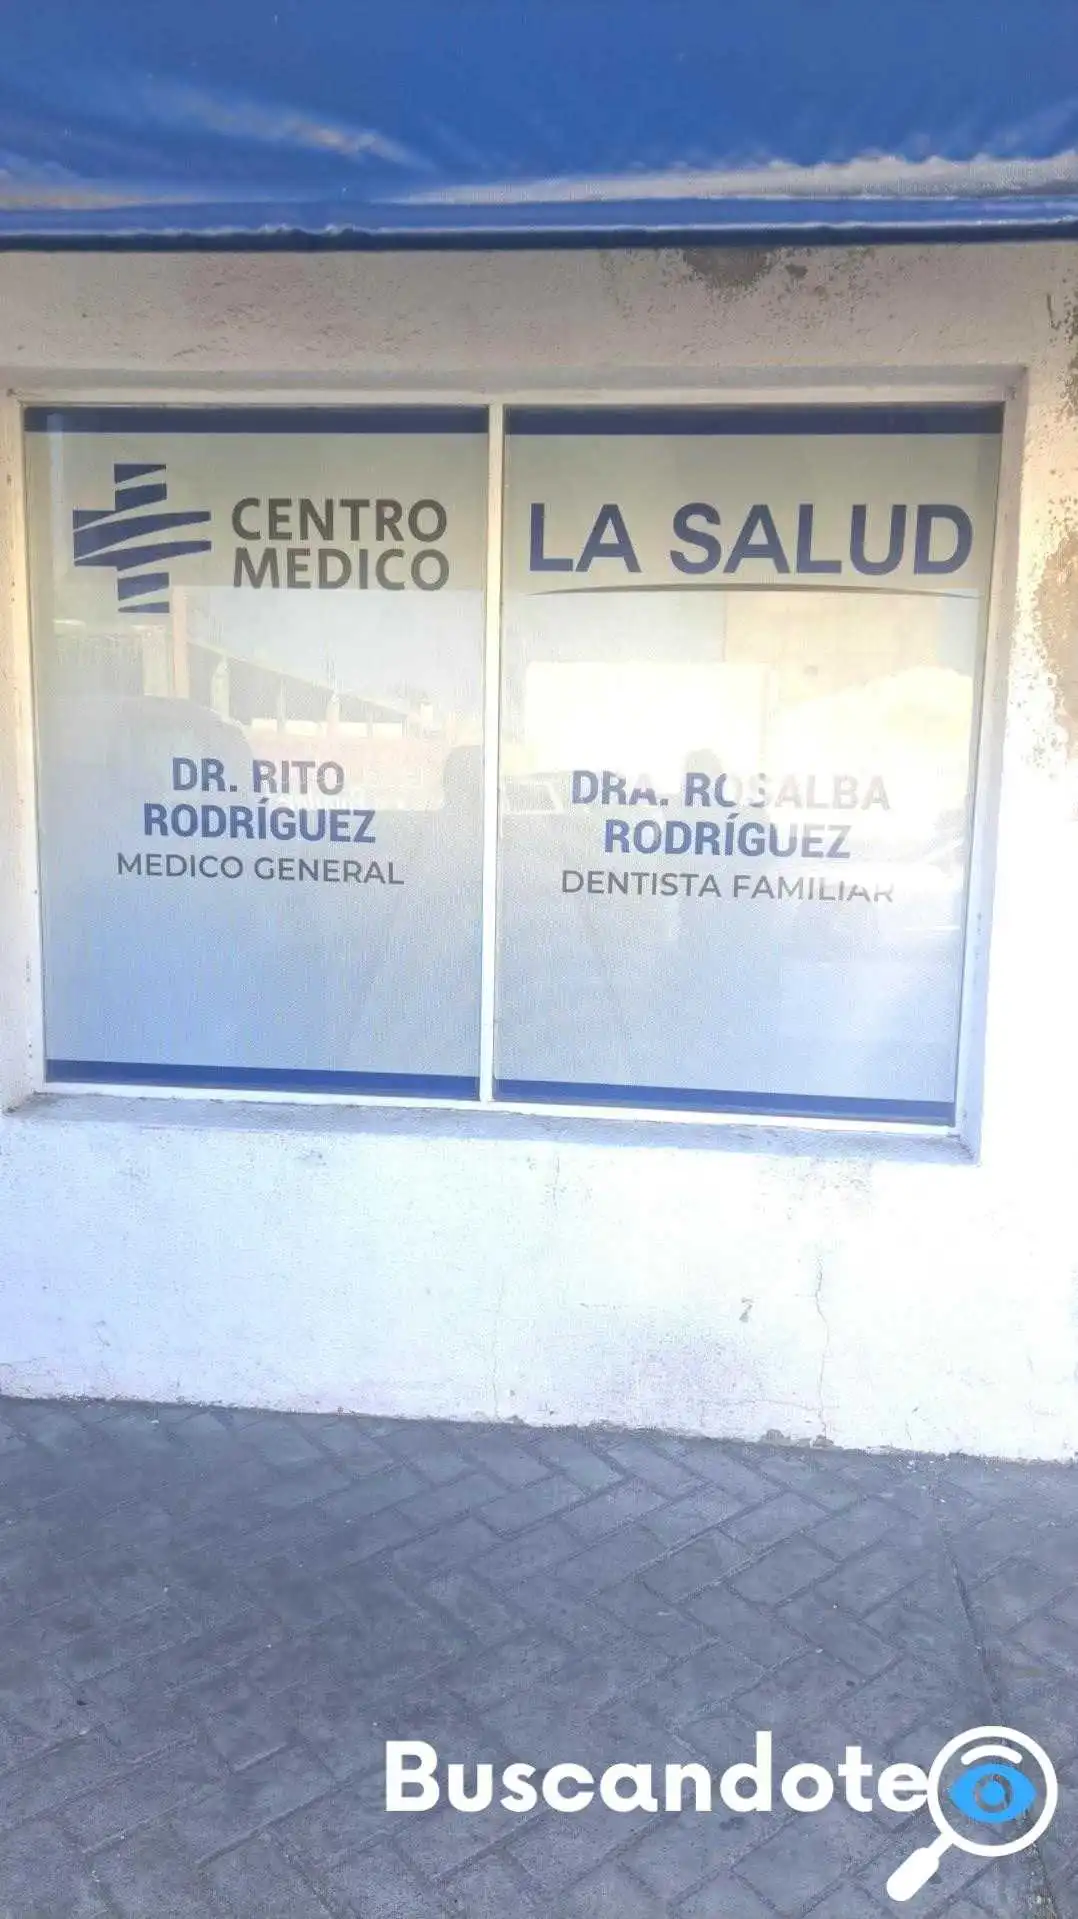 CENTRO
MEDICO
LA SALUD
DR. RITO
RODRÍGUEZ
MEDICO GENERAL
DRA. ROSALBA
RODRÍGUEZ
DENTISTA FAMILIAR
Buscandote